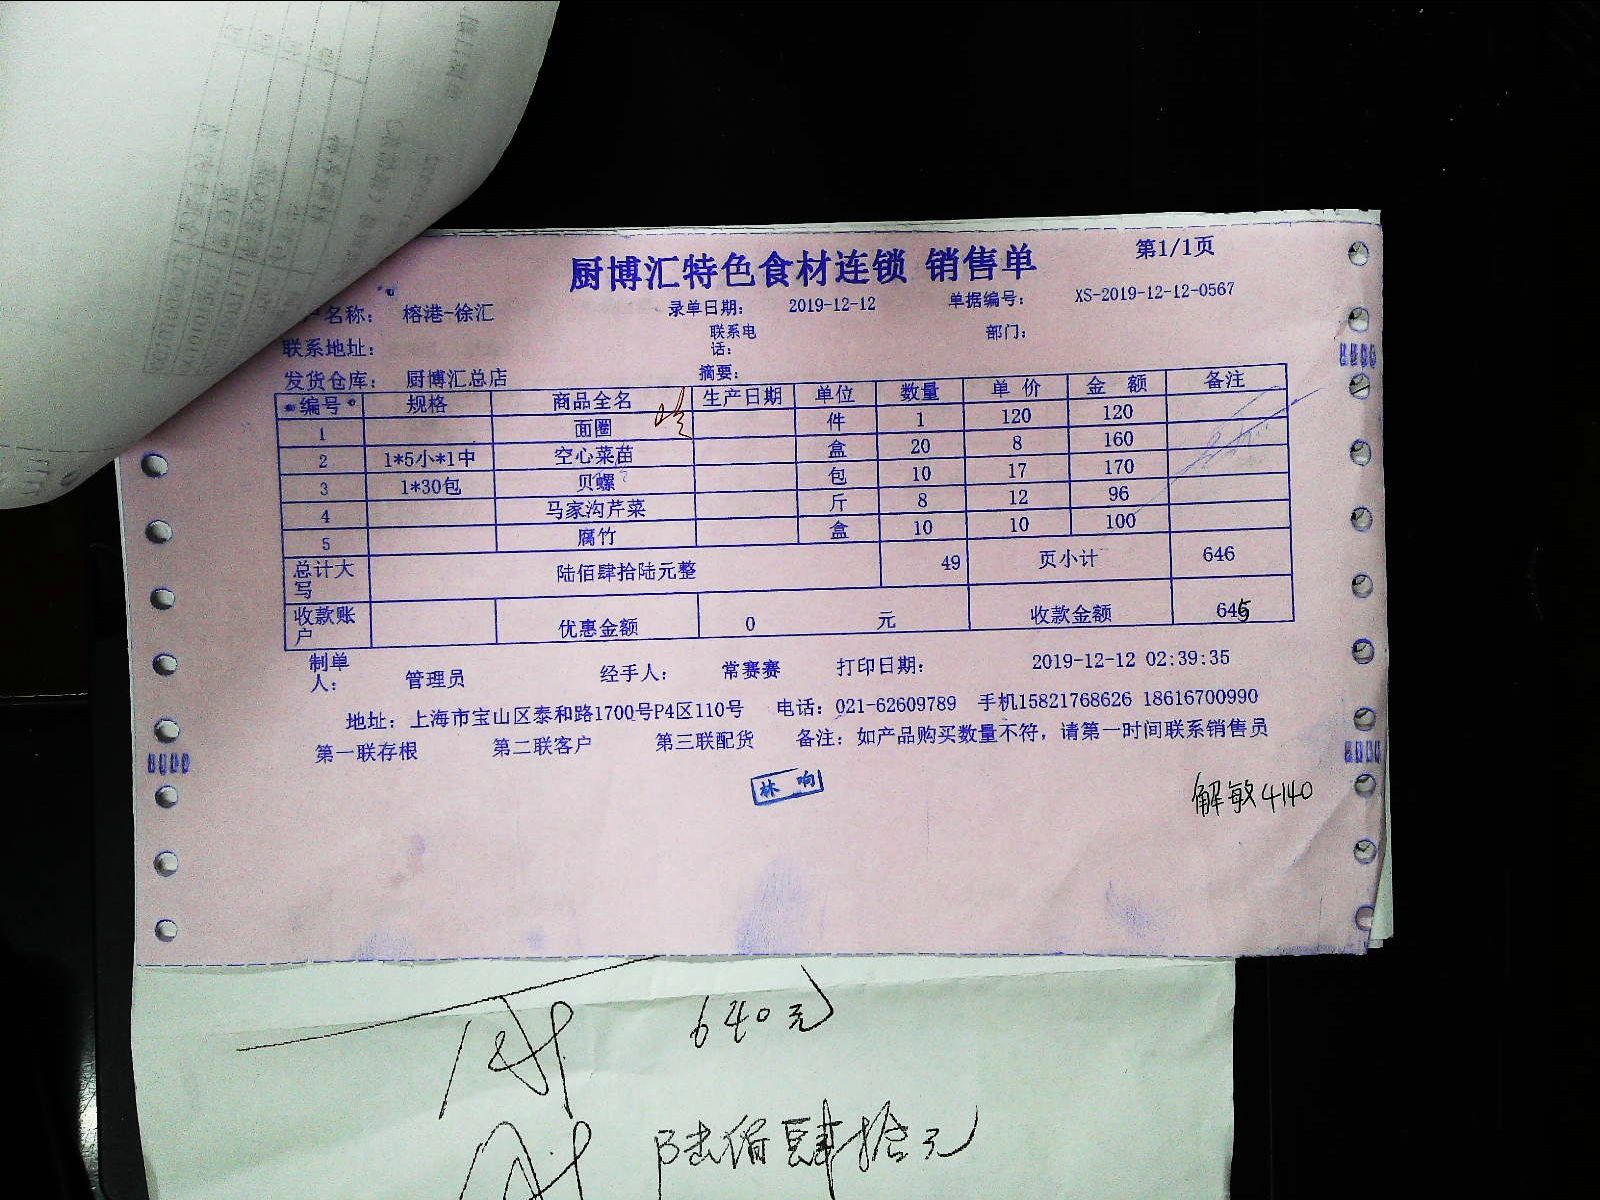 厨博汇特色食材连锁 销售单 第1/1页
名称： 榕港-徐汇 录单日期： 2019-12-12 单据编号： XS-2019-12-12-0567
联系地址： 联系电话： 部门：
发货仓库： 厨博汇总店 摘要：
编号 规格 商品全名 生产日期 单位 数量 单 价 金 额 备注
1 面圈 件 1 120 120
2 1*5小*1中 空心菜苗 盒 20 8 160
3 1*30包 贝螺 包 10 17 170
4 马家沟芹菜 斤 8 12 96
5 腐竹 盒 10 10 100
总计大写 陆佰肆拾陆元整 49 页小计 646
收款账户 优惠金额 0 元 收款金额 645
制单人： 管理员 经手人： 常赛赛 打印日期： 2019-12-12 02:39:35
地址：上海市宝山区泰和路1700号P4区110号 电话：021-62609789 手机15821768626 18616700990
第一联存根 第二联客户 第三联配货 备注：如产品购买数量不符，请第一时间联系销售员
林 响
解敏4140
640元
陆佰肆拾元